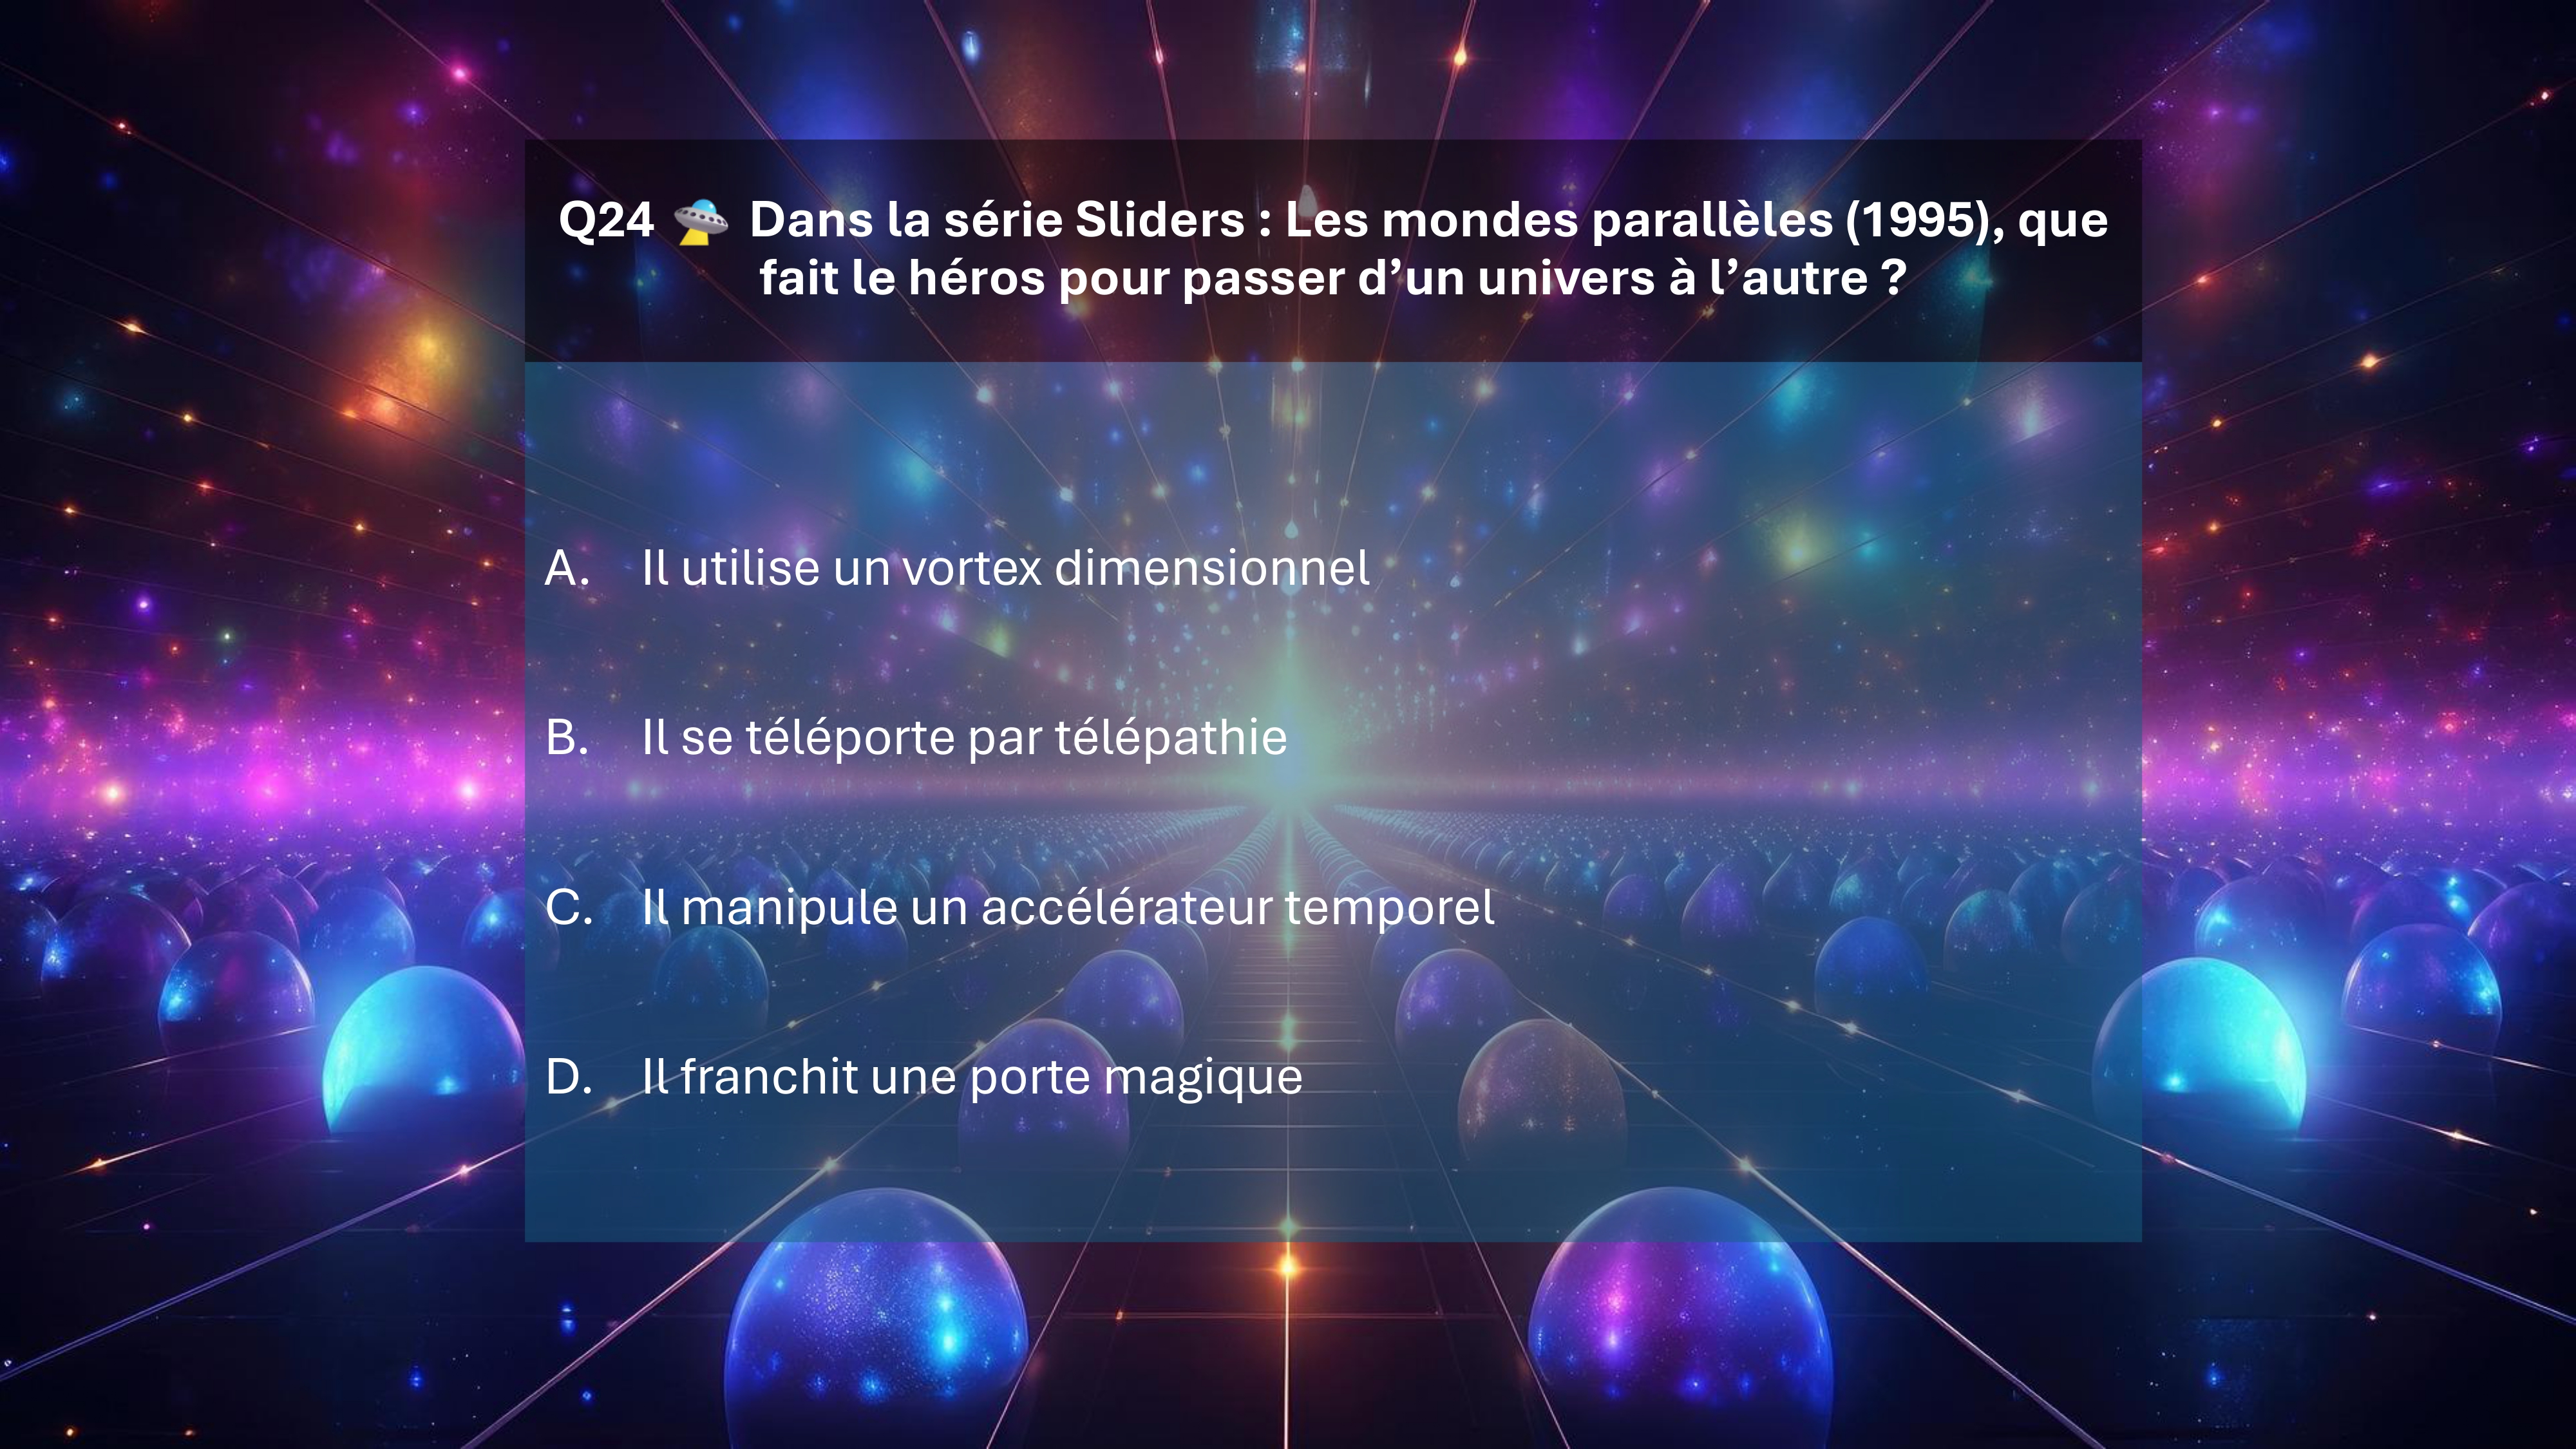 Q24 🛸 Dans la série Sliders : Les mondes parallèles (1995), que
fait le héros pour passer d’un univers à l’autre ?
A. Il utilise un vortex dimensionnel
B. Il se téléporte par télépathie
C. Il manipule un accélérateur temporel
D. Il franchit une porte magique